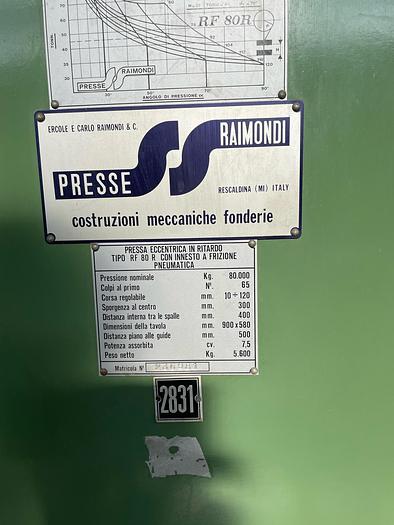 RF 80R
PRESSE RAIMONDI
ANGOLO DI PRESSIONE
ERCOLE E CARLO RAIMONDI & C.
RAIMONDI
PRESSE
RESCALDINA (MI) ITALY
costruzioni meccaniche fonderie
PRESSA ECCENTRICA IN RITARDO
TIPO RF 80 R CON INNESTO A FRIZIONE
PNEUMATICA
Pressione nominale Kg. 80.000
Colpi al primo N°. 65
Corsa regolabile mm. 10÷120
Sporgenza al centro mm. 300
Distanza interna tra le spalle mm. 400
Dimensioni della tavola mm. 900x580
Distanza piano alle guide mm. 500
Potenza assorbita cv. 7,5
Peso netto Kg. 5.600
Matricola N°
2831